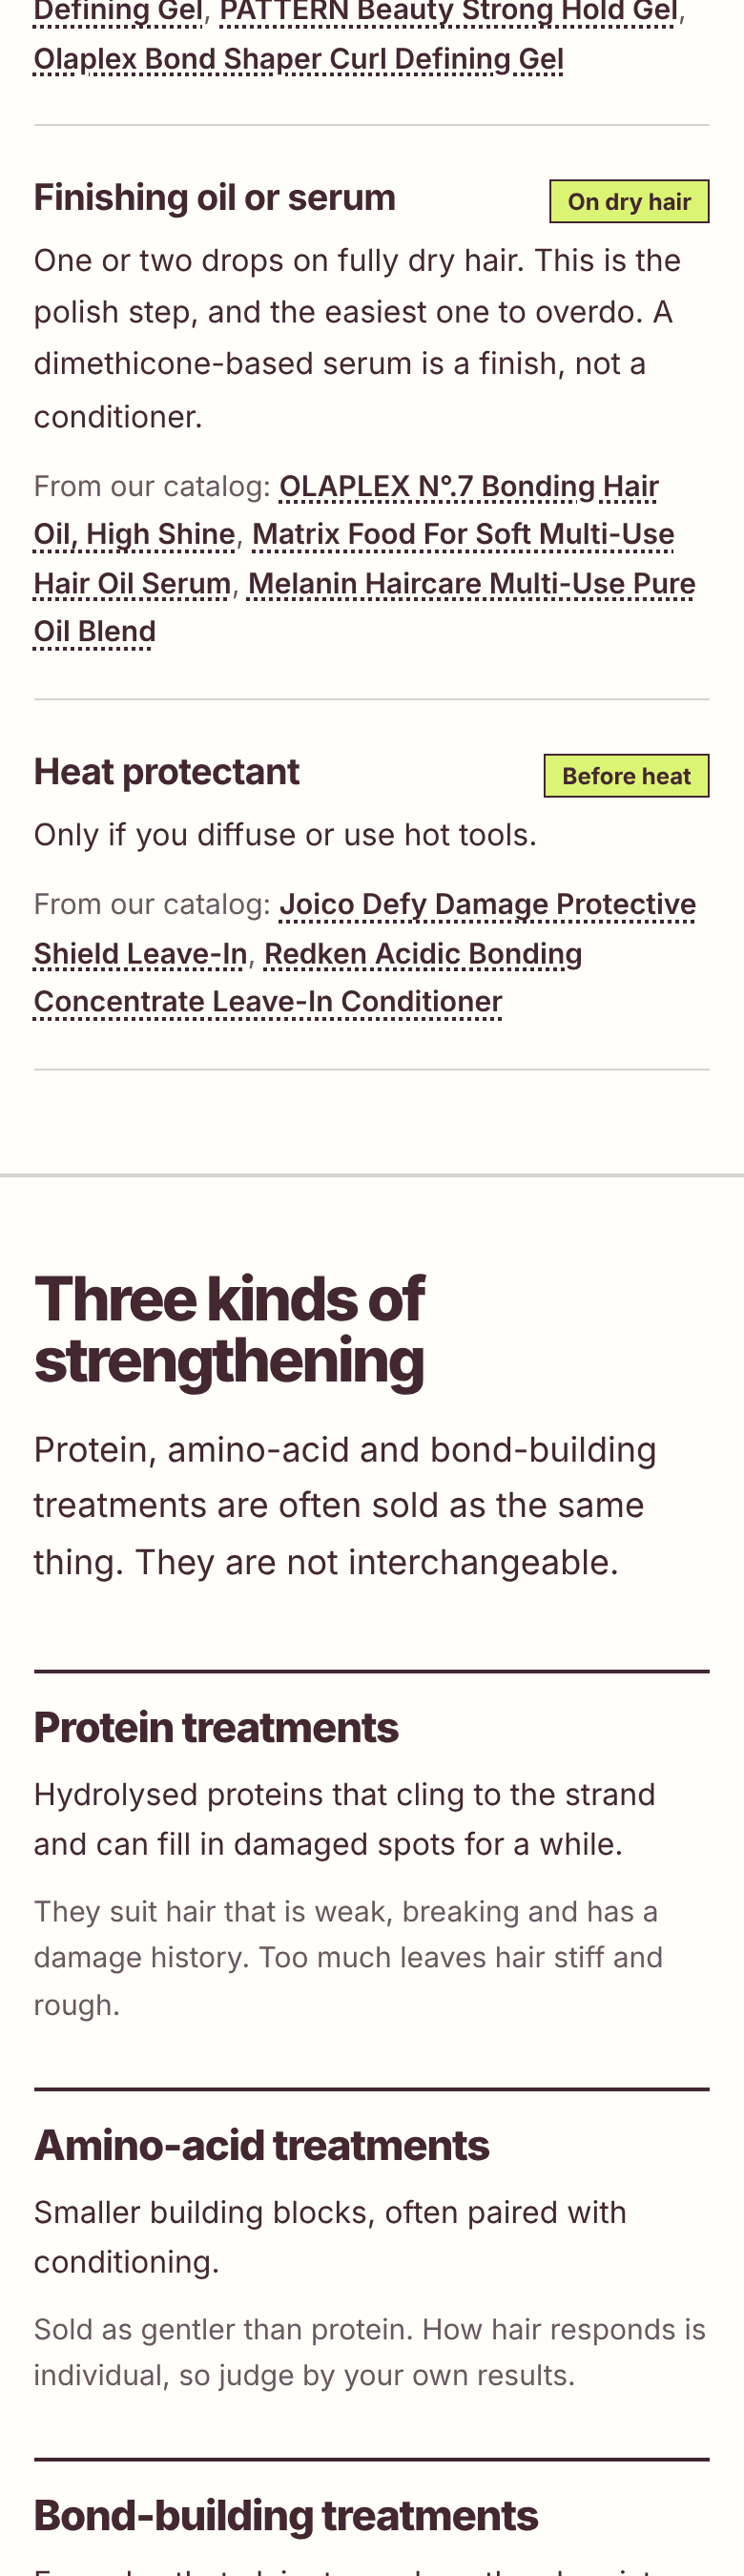 Defining Gel, PATTERN Beauty Strong Hold Gel,
Olaplex Bond Shaper Curl Defining Gel
Finishing oil or serum
On dry hair
One or two drops on fully dry hair. This is the
polish step, and the easiest one to overdo. A
dimethicone-based serum is a finish, not a
conditioner.
From our catalog: OLAPLEX Nº.7 Bonding Hair
Oil, High Shine, Matrix Food For Soft Multi-Use
Hair Oil Serum, Melanin Haircare Multi-Use Pure
Oil Blend
Heat protectant
Before heat
Only if you diffuse or use hot tools.
From our catalog: Joico Defy Damage Protective
Shield Leave-In, Redken Acidic Bonding
Concentrate Leave-In Conditioner
Three kinds of
strengthening
Protein, amino-acid and bond-building
treatments are often sold as the same
thing. They are not interchangeable.
Protein treatments
Hydrolysed proteins that cling to the strand
and can fill in damaged spots for a while.
They suit hair that is weak, breaking and has a
damage history. Too much leaves hair stiff and
rough.
Amino-acid treatments
Smaller building blocks, often paired with
conditioning.
Sold as gentler than protein. How hair responds is
individual, so judge by your own results.
Bond-building treatments